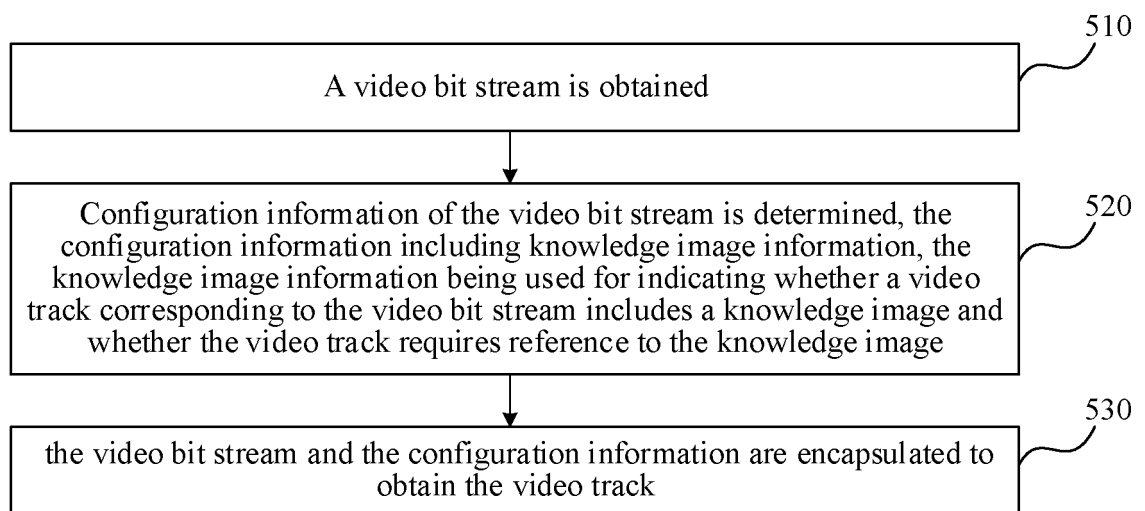 510
A video bit stream is obtained
520
Configuration information of the video bit stream is determined, the
configuration information including knowledge image information, the
knowledge image information being used for indicating whether a video
track corresponding to the video bit stream includes a knowledge image and
whether the video track requires reference to the knowledge image
530
the video bit stream and the configuration information are encapsulated to
obtain the video track